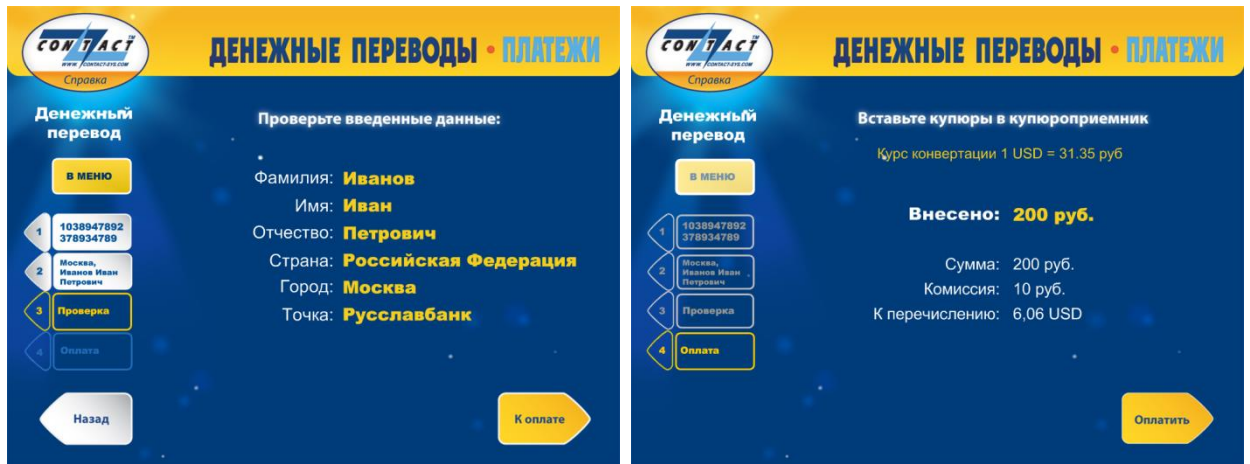 CONTACT™
WWW.CONTACT-SYS.COM
Справка
ДЕНЕЖНЫЕ ПЕРЕВОДЫ • ПЛАТЕЖИ
Денежный
перевод
В МЕНЮ
1 1038947892
378934789
2 Москва,
Иванов Иван
Петрович
3 Проверка
4 Оплата
Назад
Проверьте введенные данные:
Фамилия: Иванов
Имя: Иван
Отчество: Петрович
Страна: Российская Федерация
Город: Москва
Точка: Русславбанк
К оплате
CONTACT™
WWW.CONTACT-SYS.COM
Справка
ДЕНЕЖНЫЕ ПЕРЕВОДЫ • ПЛАТЕЖИ
Денежный
перевод
В МЕНЮ
1 1038947892
378934789
2 Москва,
Иванов Иван
Петрович
3 Проверка
4 Оплата
Вставьте купюры в купюроприемник
Курс конвертации 1 USD = 31.35 руб
Внесено: 200 руб.
Сумма: 200 руб.
Комиссия: 10 руб.
К перечислению: 6,06 USD
Оплатить